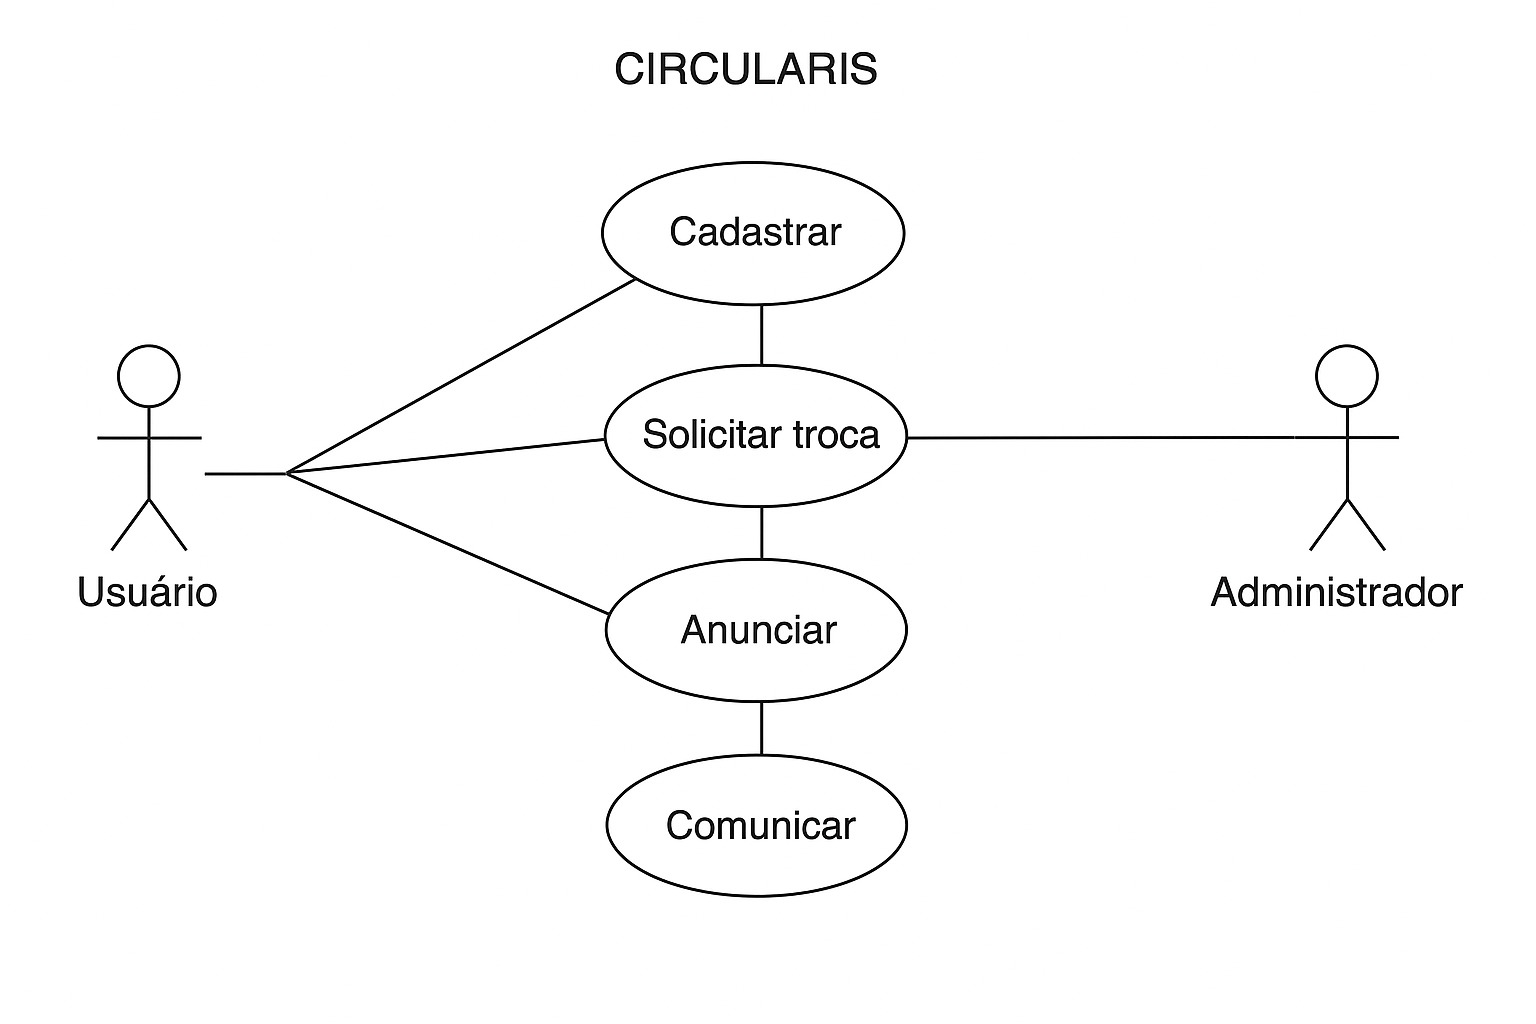 CIRCULARIS
Cadastrar
Solicitar troca
Usuário
Administrador
Anunciar
Comunicar